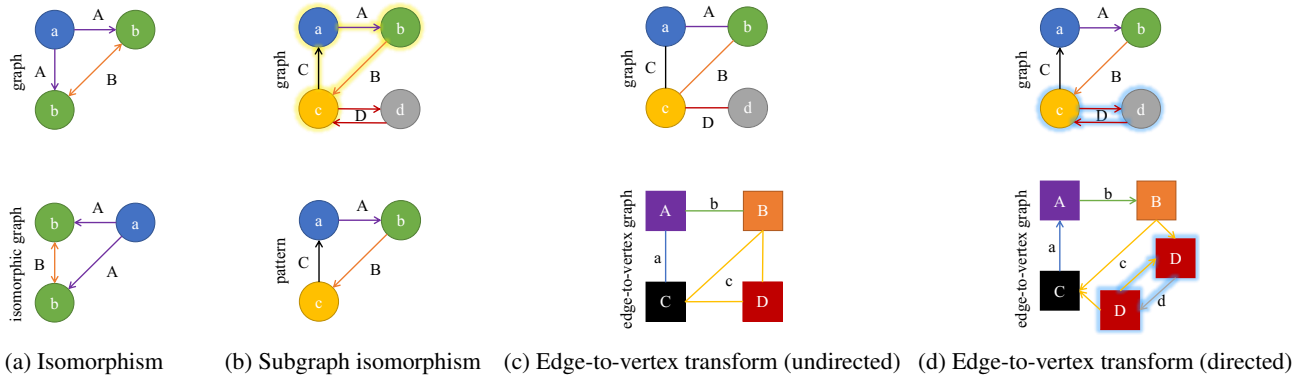 graph
a
A
b
A
B
b
graph
a
A
b
C
B
c
D
d
graph
a
A
b
C
B
c
D
d
graph
a
A
b
C
B
c
D
d
isomorphic graph
b
A
a
B
A
b
pattern
a
A
b
C
B
c
edge-to-vertex graph
A
b
B
a
c
C
D
edge-to-vertex graph
A
b
B
a
c
D
C
D
d
(a) Isomorphism
(b) Subgraph isomorphism
(c) Edge-to-vertex transform (undirected)
(d) Edge-to-vertex transform (directed)